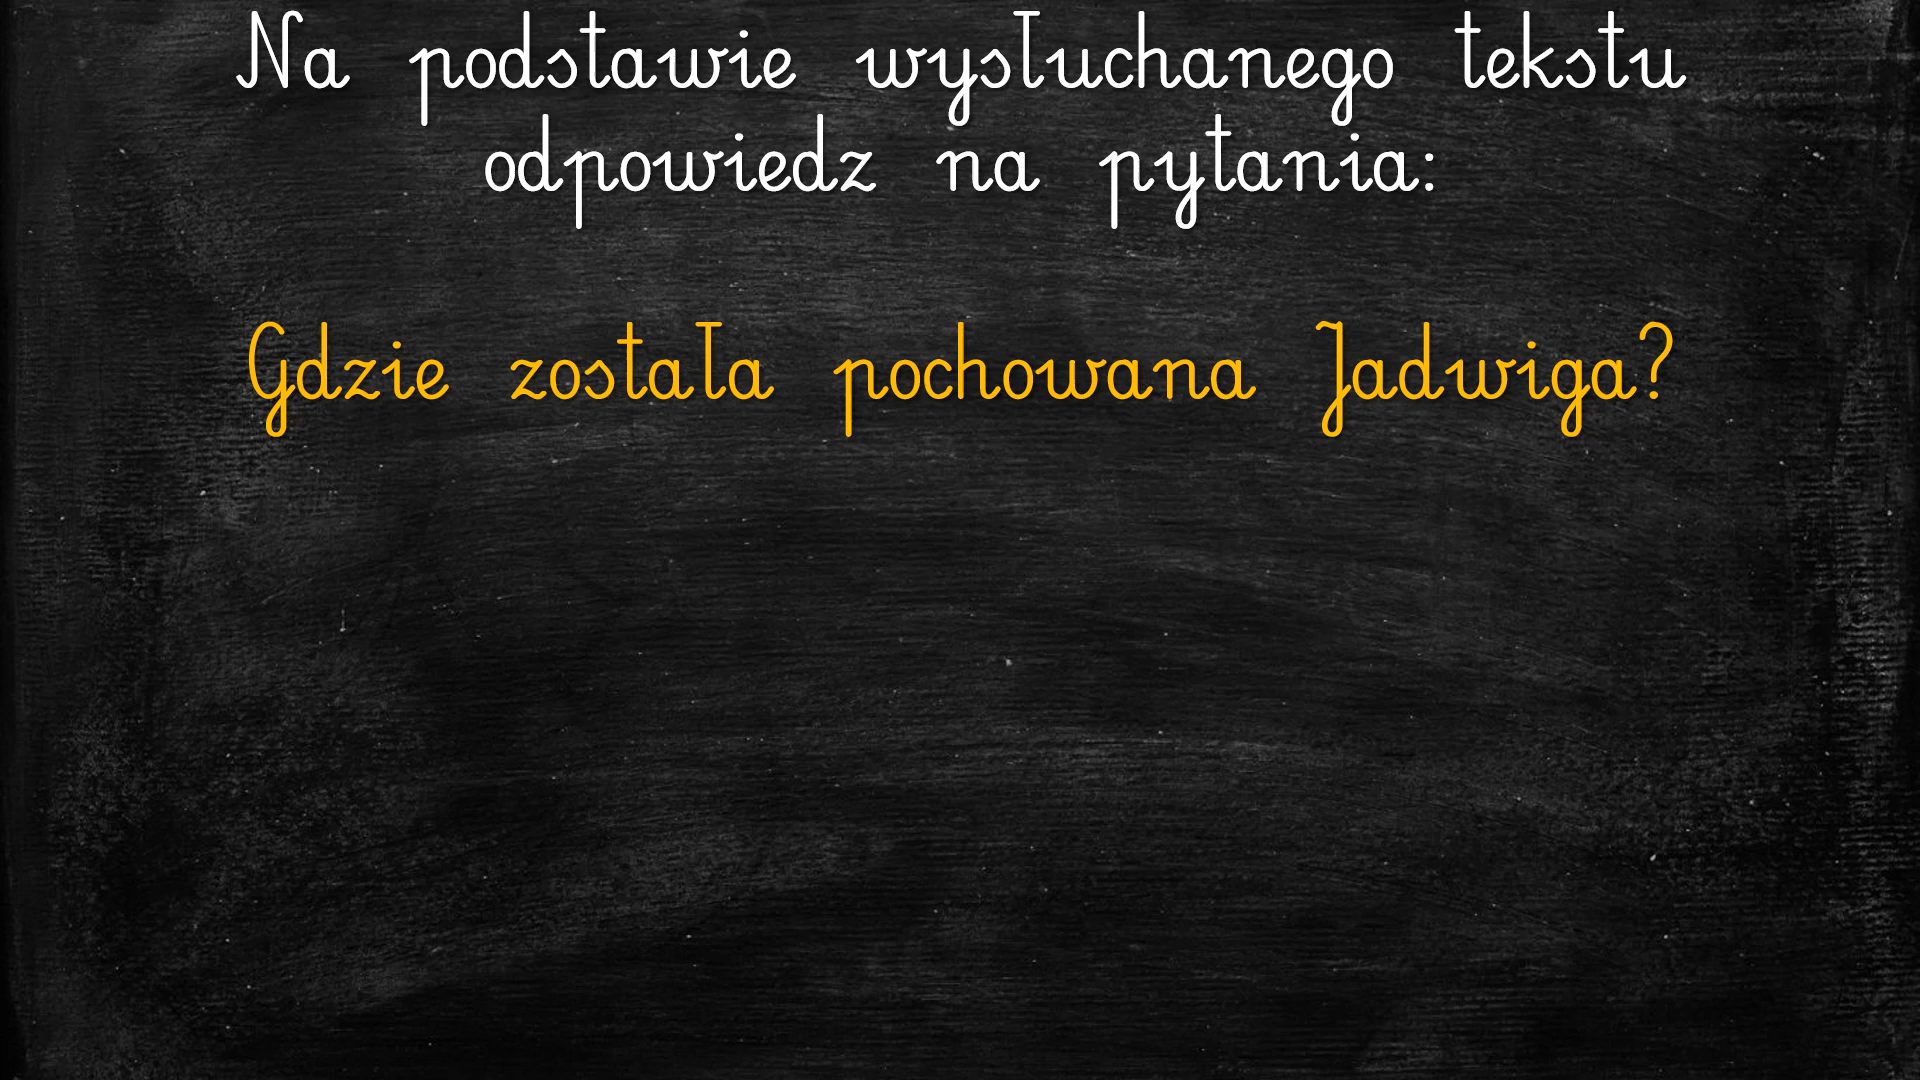 Na podstawie wysłuchanego tekstu
odpowiedz na pytania:
Gdzie została pochowana Jadwiga?